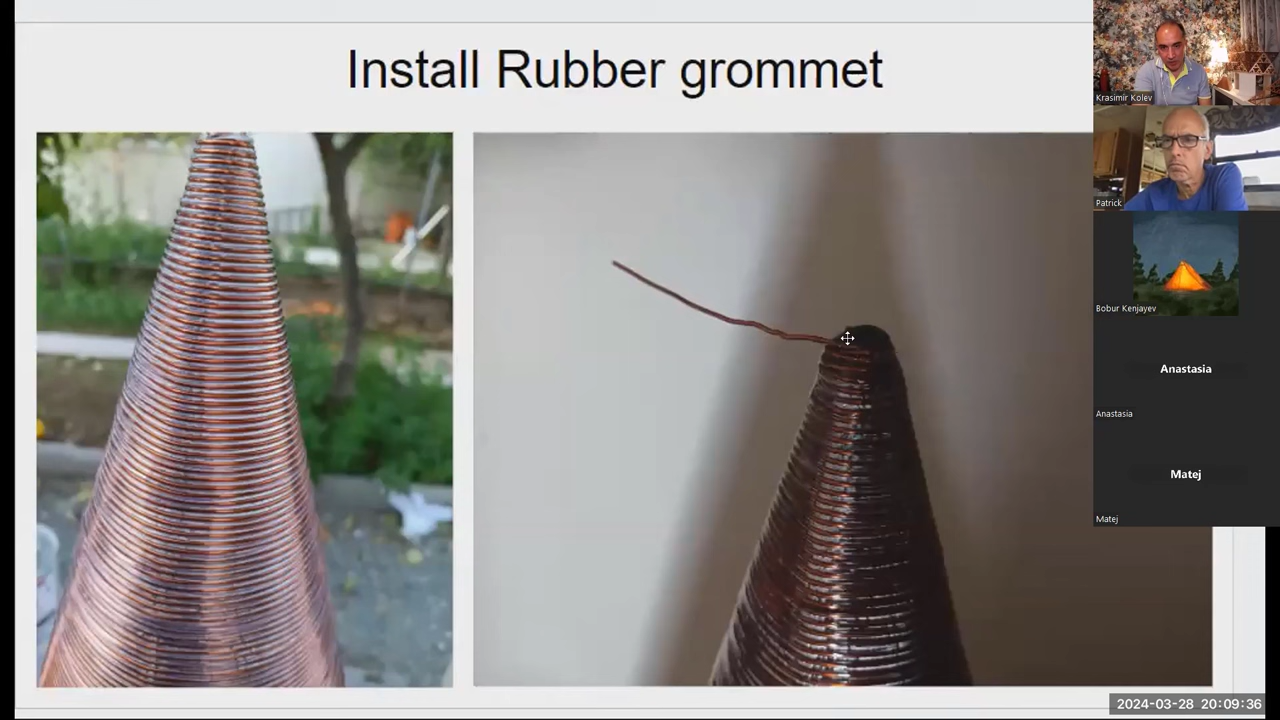 Install Rubber grommet
Krasimir Kolev
Patrick
Bobur Kenjayev
Anastasia
Anastasia
Matej
Matej
2024-03-28 20:09:36